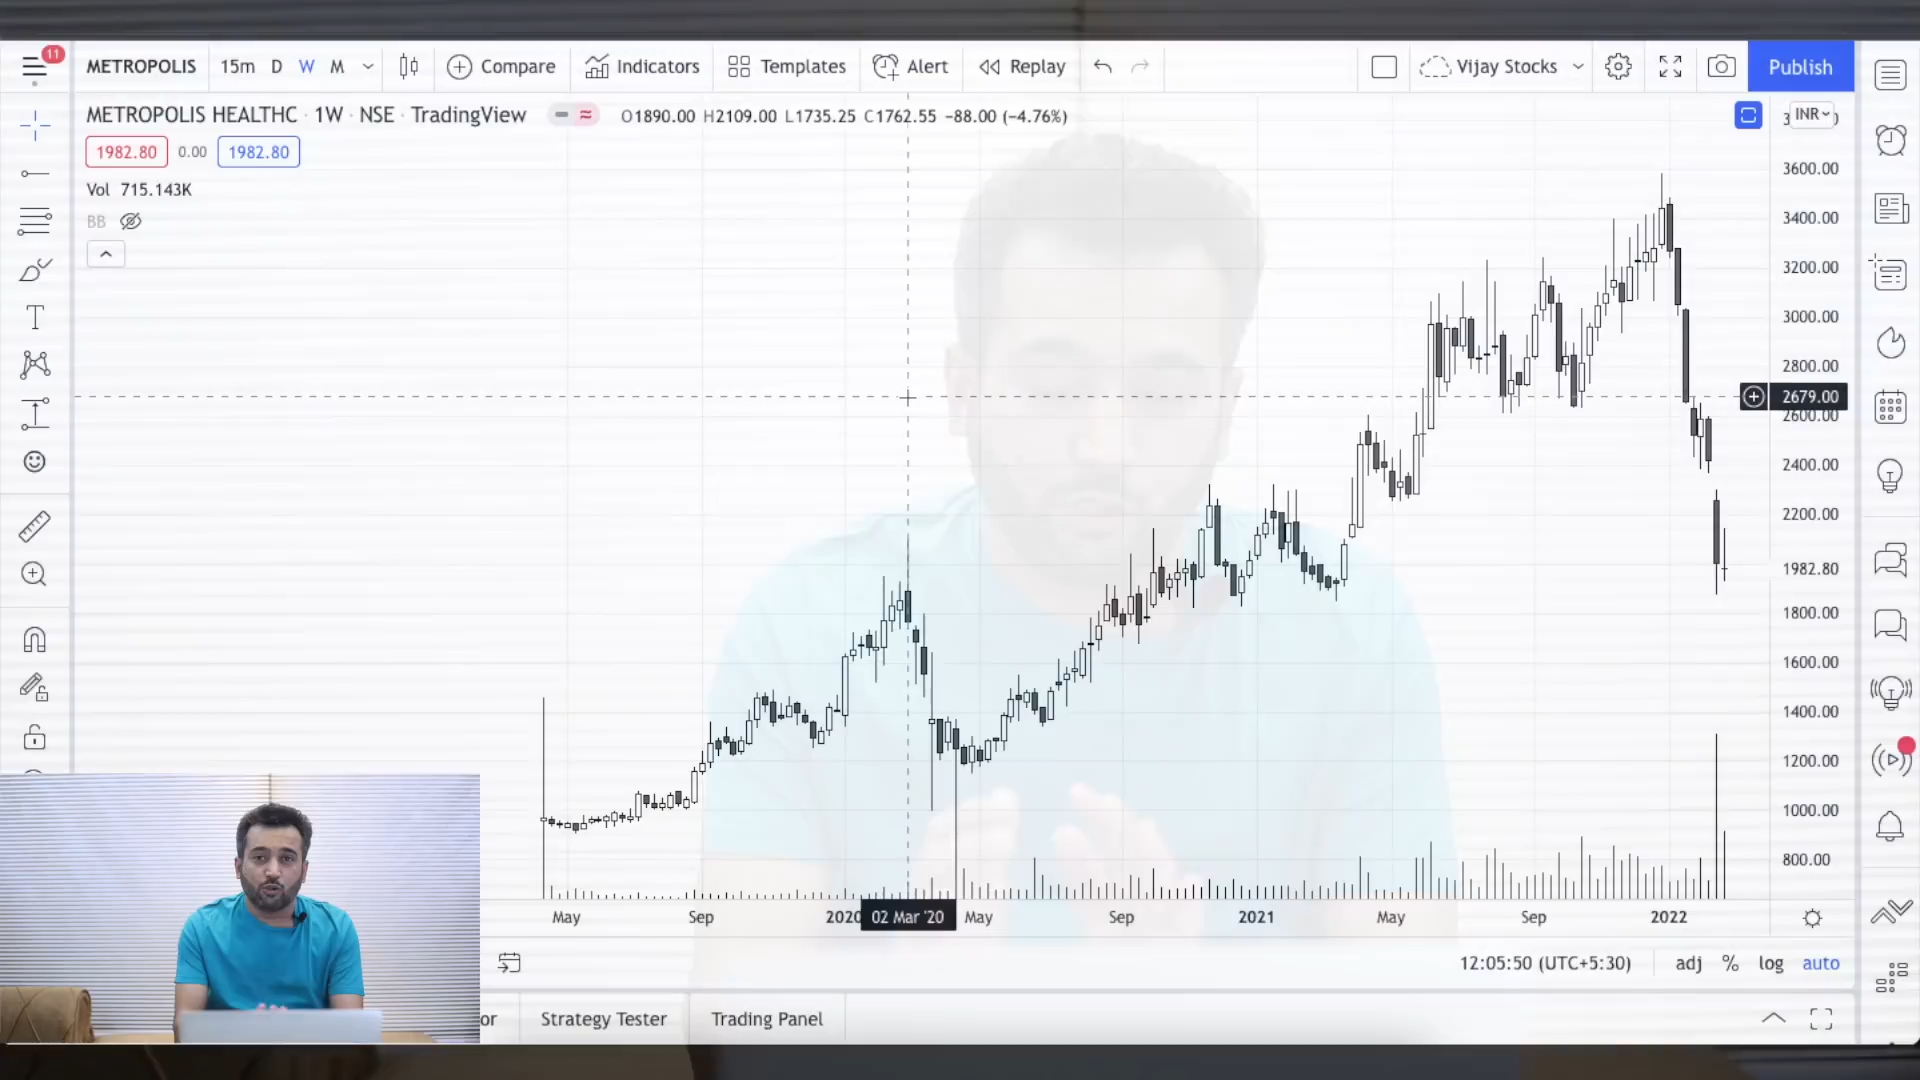 11
METROPOLIS 15m D W M Compare Indicators Templates Alert Replay Vijay Stocks Publish
METROPOLIS HEALTHC · 1W · NSE · TradingView O1890.00 H2109.00 L1735.25 C1762.55 −88.00 (−4.76%) INR
1982.80 0.00 1982.80
Vol 715.143K
BB
3600.00
3400.00
3200.00
3000.00
2800.00
2679.00
2600.00
2400.00
2200.00
1982.80
1800.00
1600.00
1400.00
1200.00
1000.00
800.00
May Sep 2020 02 Mar '20 May Sep 2021 May Sep 2022
12:05:50 (UTC+5:30) adj % log auto
or Strategy Tester Trading Panel